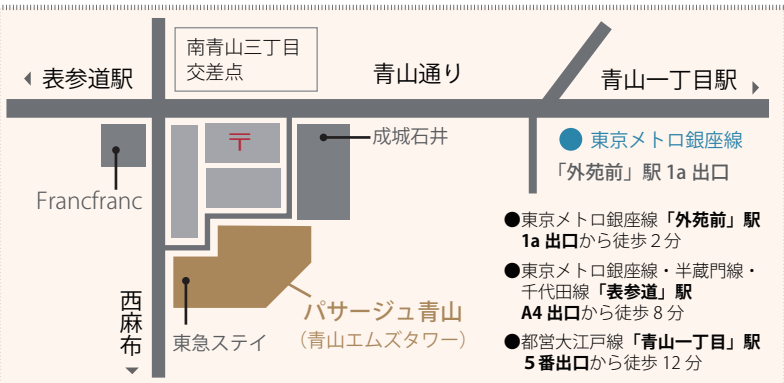 南青山三丁目
交差点
表参道駅
青山通り
青山一丁目駅
〒
成城石井
東京メトロ銀座線
「外苑前」駅 1a 出口
Francfranc
●東京メトロ銀座線「外苑前」駅
1a 出口から徒歩２分
●東京メトロ銀座線・半蔵門線・
千代田線「表参道」駅
A4 出口から徒歩 8 分
●都営大江戸線「青山一丁目」駅
５番出口から徒歩 12 分
西麻布
東急ステイ
パサージュ青山
（青山エムズタワー）